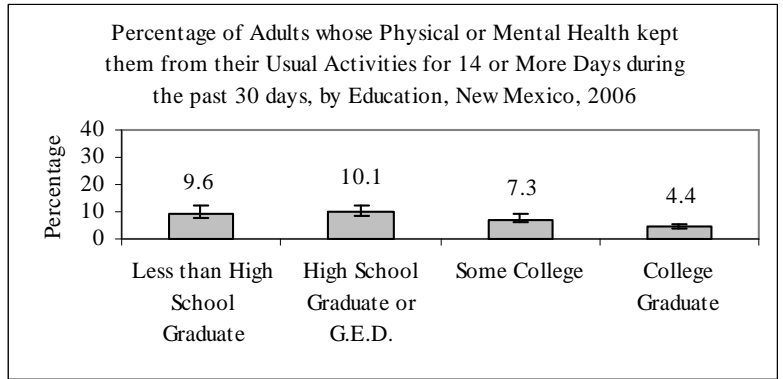 Percentage of Adults whose Physical or Mental Health kept
them from their Usual Activities for 14 or More Days during
the past 30 days, by Education, New Mexico, 2006
Percentage
40
30
20
10
0
9.6
10.1
7.3
4.4
Less than High
School
Graduate
High School
Graduate or
G.E.D.
Some College
College
Graduate